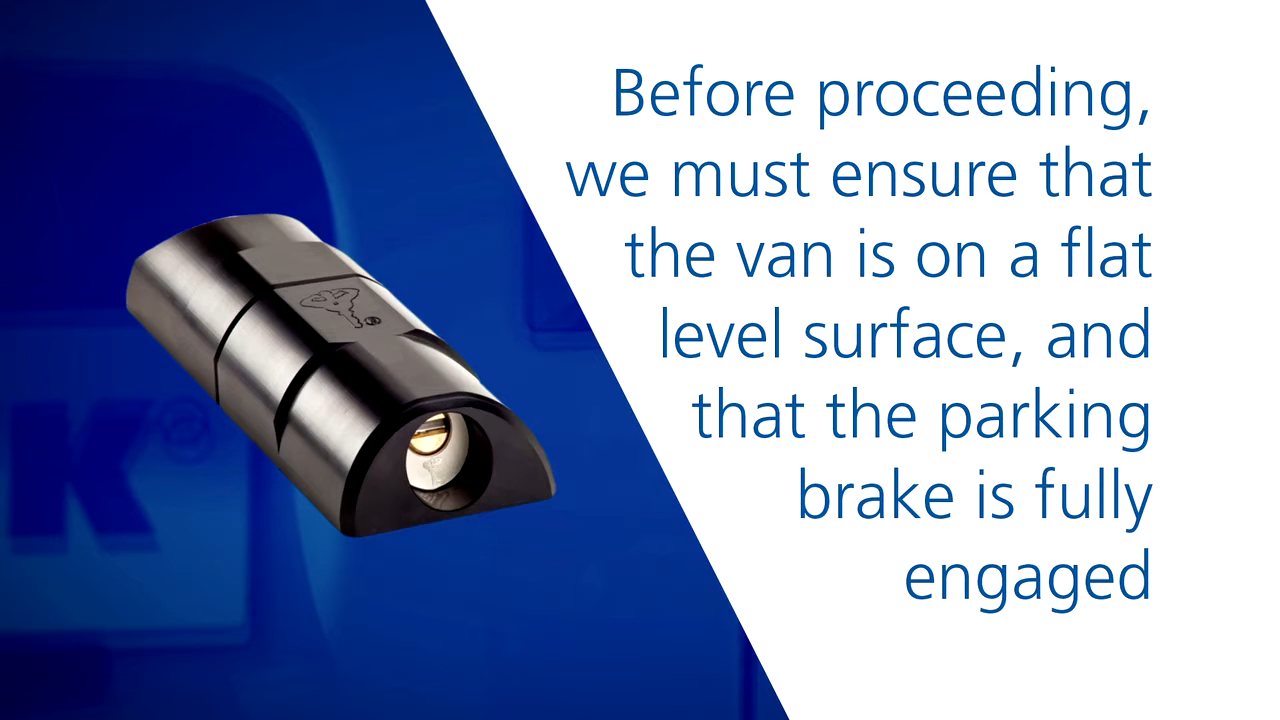 Before proceeding,
we must ensure that
the van is on a flat
level surface, and
that the parking
brake is fully
engaged
K®